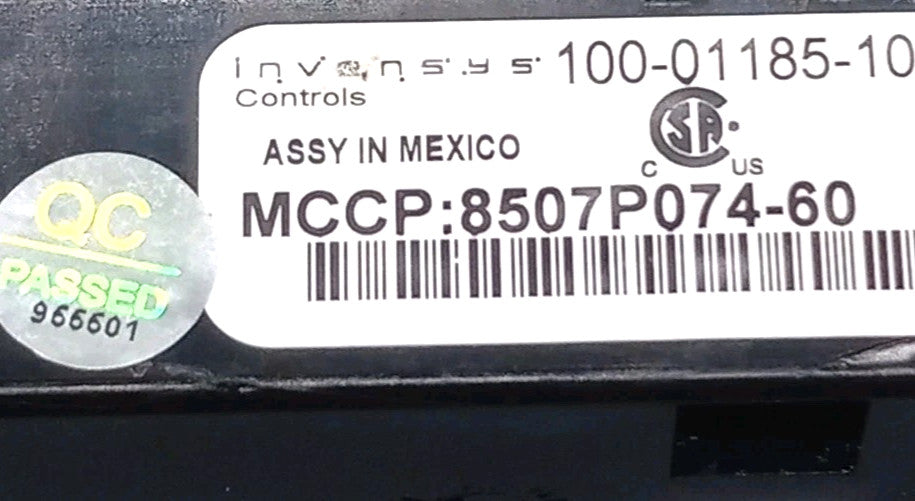 invensys 100-01185-10
Controls
ASSY IN MEXICO
C US
MCCP:8507P074-60
QC
PASSED
966601